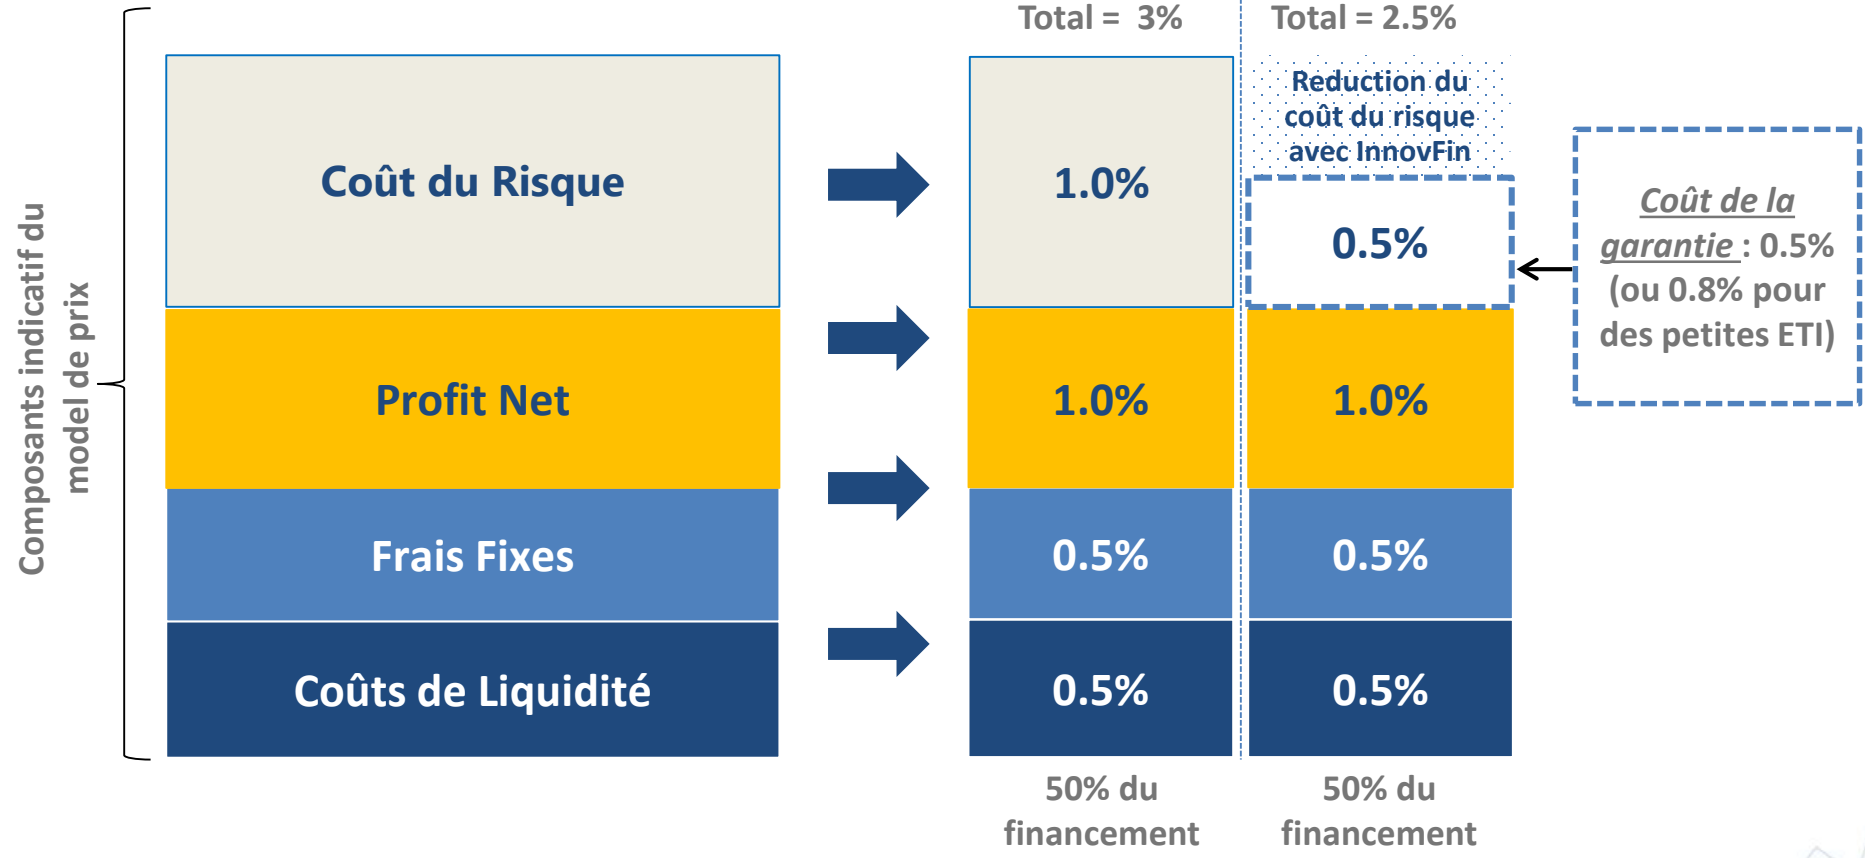 Total =  3%
Total = 2.5%
Composants indicatif du
model de prix
Coût du Risque
1.0%
Reduction du
coût du risque
avec InnovFin
0.5%
Coût de la
garantie : 0.5%
(ou 0.8% pour
des petites ETI)
Profit Net
1.0%
1.0%
Frais Fixes
0.5%
0.5%
Coûts de Liquidité
0.5%
0.5%
50% du
financement
50% du
financement